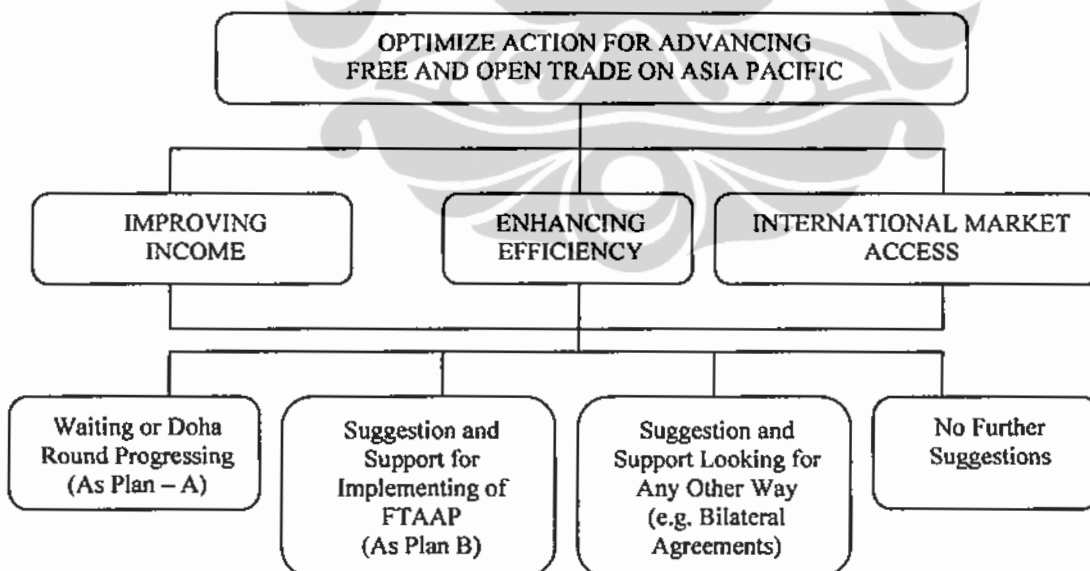 OPTIMIZE ACTION FOR ADVANCING
FREE AND OPEN TRADE ON ASIA PACIFIC
IMPROVING
INCOME
ENHANCING
EFFICIENCY
INTERNATIONAL MARKET
ACCESS
Waiting or Doha
Round Progressing
(As Plan – A)
Suggestion and
Support for
Implementing of
FTAAP
(As Plan B)
Suggestion and
Support Looking for
Any Other Way
(e.g. Bilateral
Agreements)
No Further
Suggestions